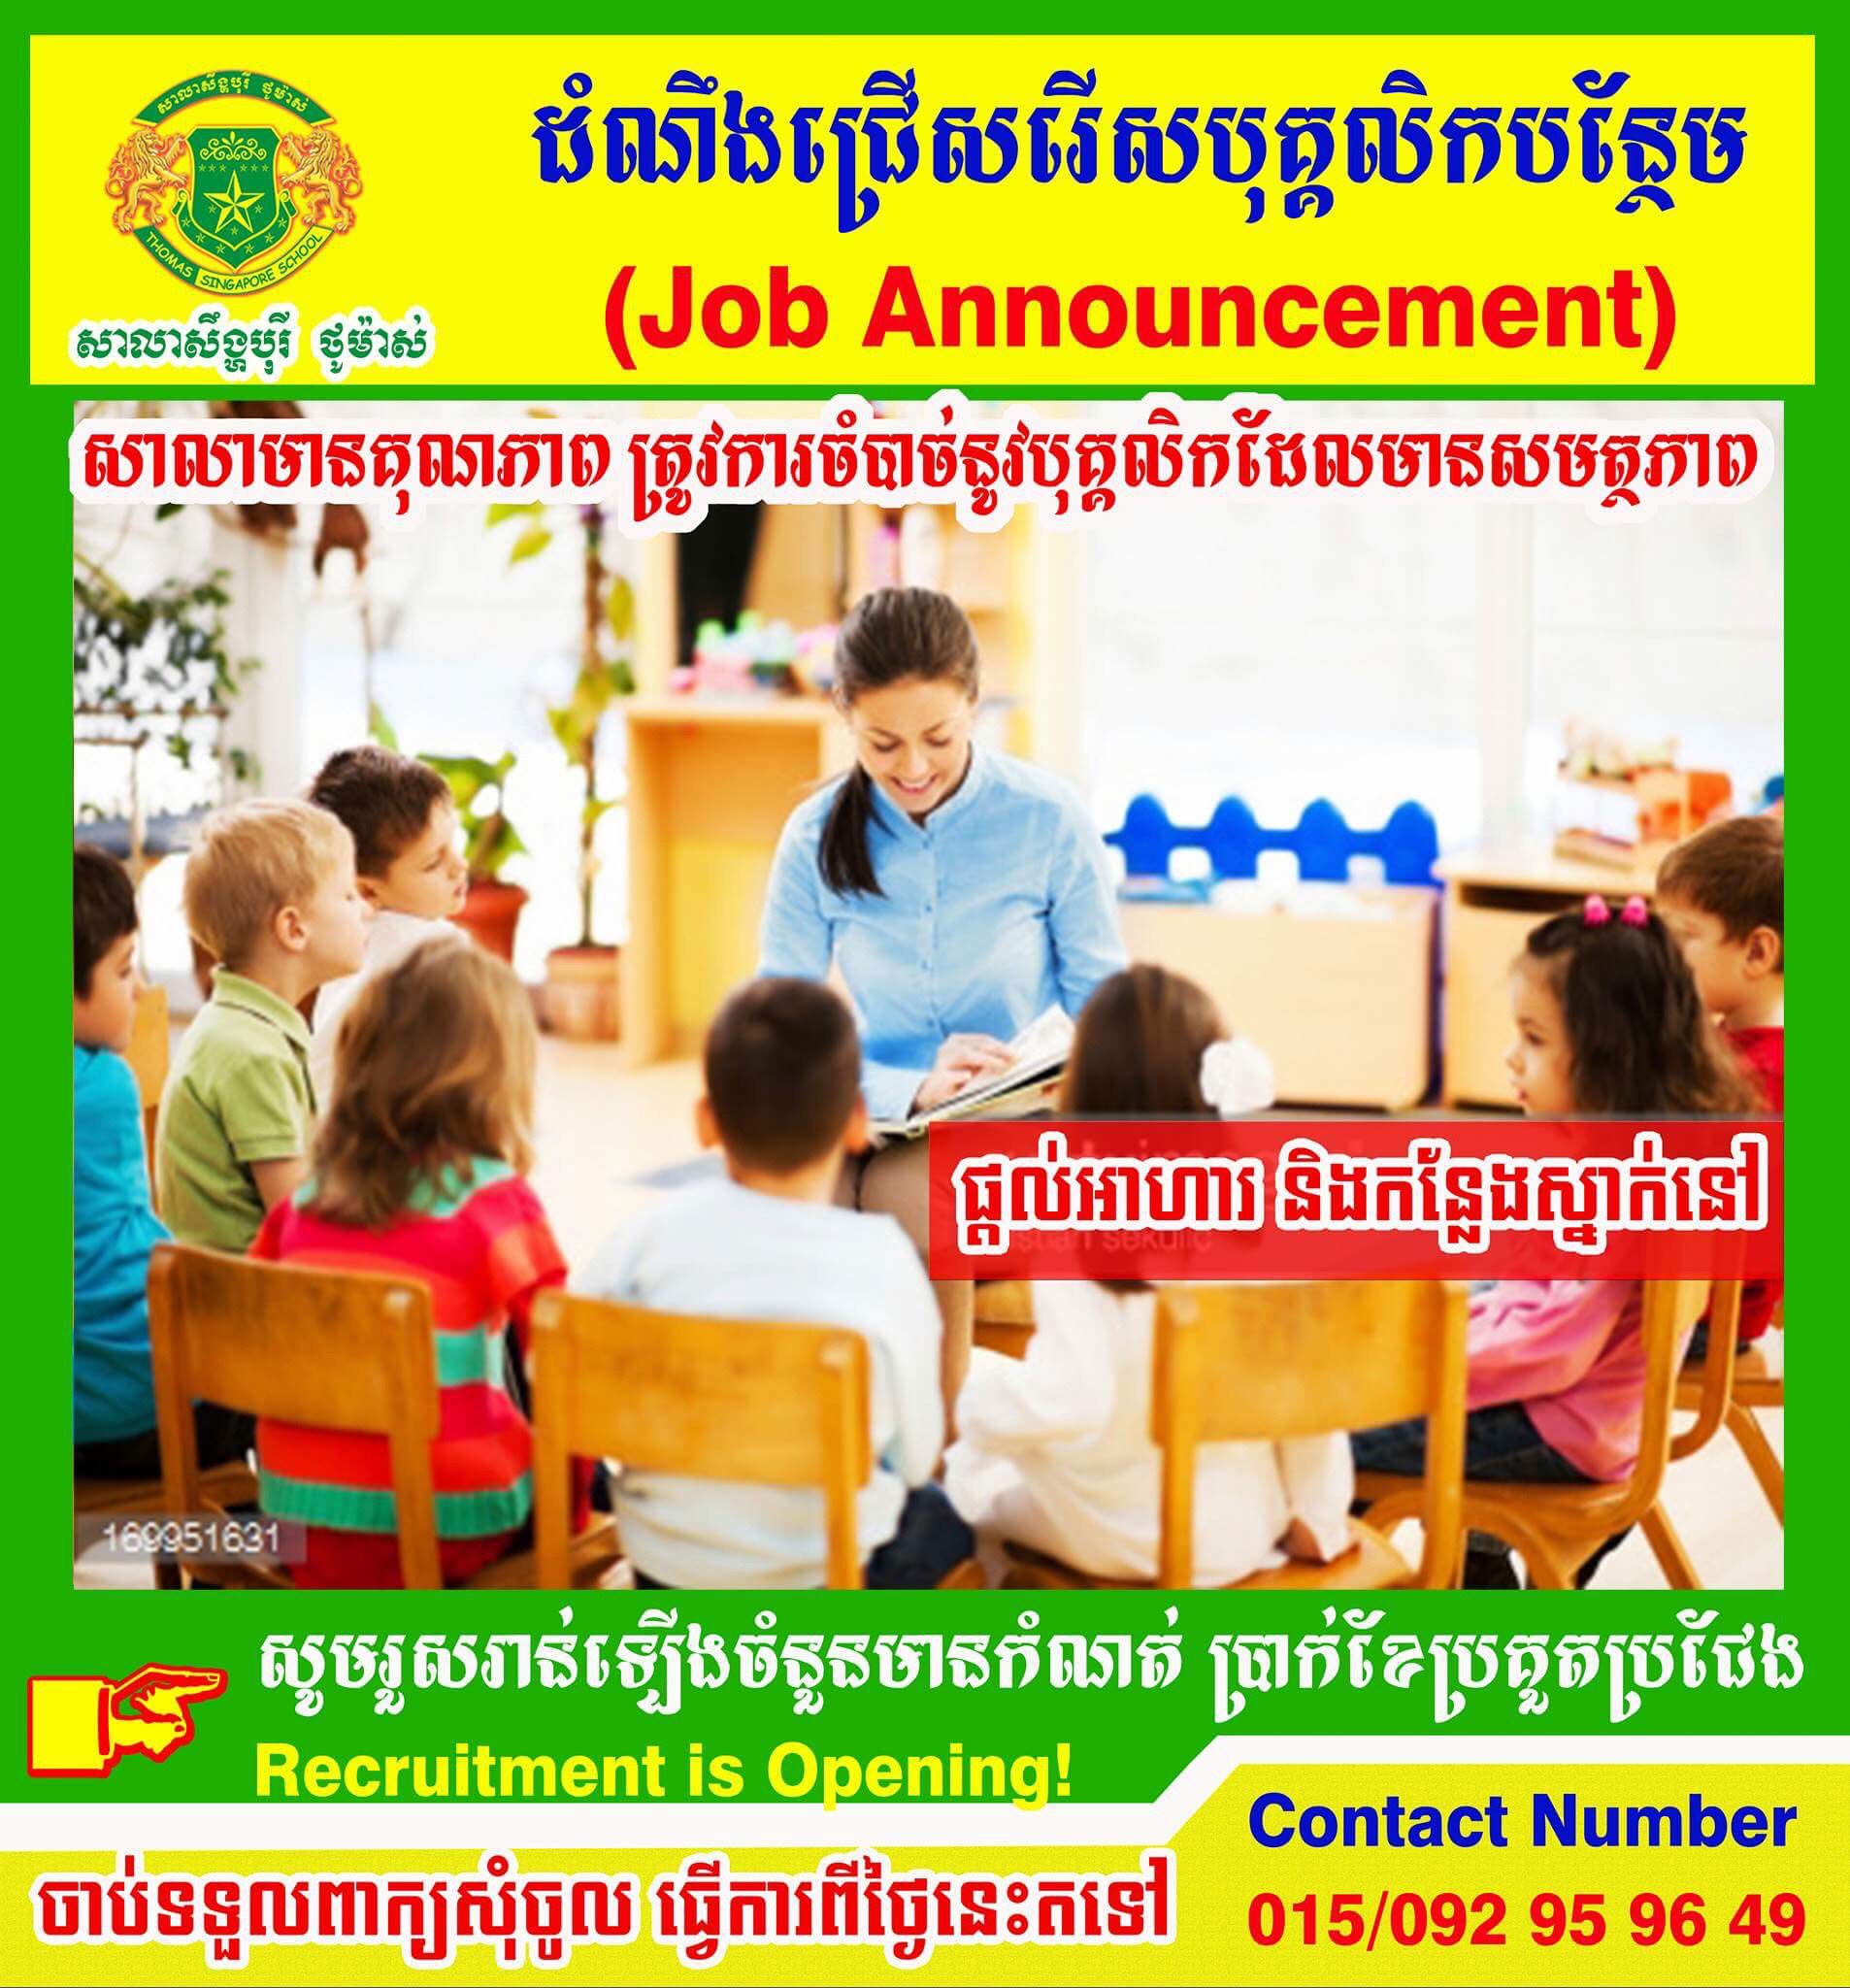 សាលាសិង្ហបុរី ថូម៉ាស់
ដំណឹងជ្រើសរើសបុគ្គលិកបន្ថែម
(Job Announcement)
THOMAS SINGAPORE SCHOOL
សាលាសឹង្ហបុរី ថូម៉ាស់
សាលាមានគុណភាព ត្រូវការចំបាច់នូវបុគ្គលិកដែលមានសមត្ថភាព
ផ្តល់អាហារ និងកន្លែងស្នាក់នៅ
169951631
សូមរួសរាន់ឡើងចំនួនមានកំណត់ ប្រាក់ខែប្រគួតប្រជែង
Recruitment is Opening!
Contact Number
ចាប់ទទួលពាក្យសុំចូល ធ្វើការពីថ្ងៃនេះតទៅ
015/092 95 96 49